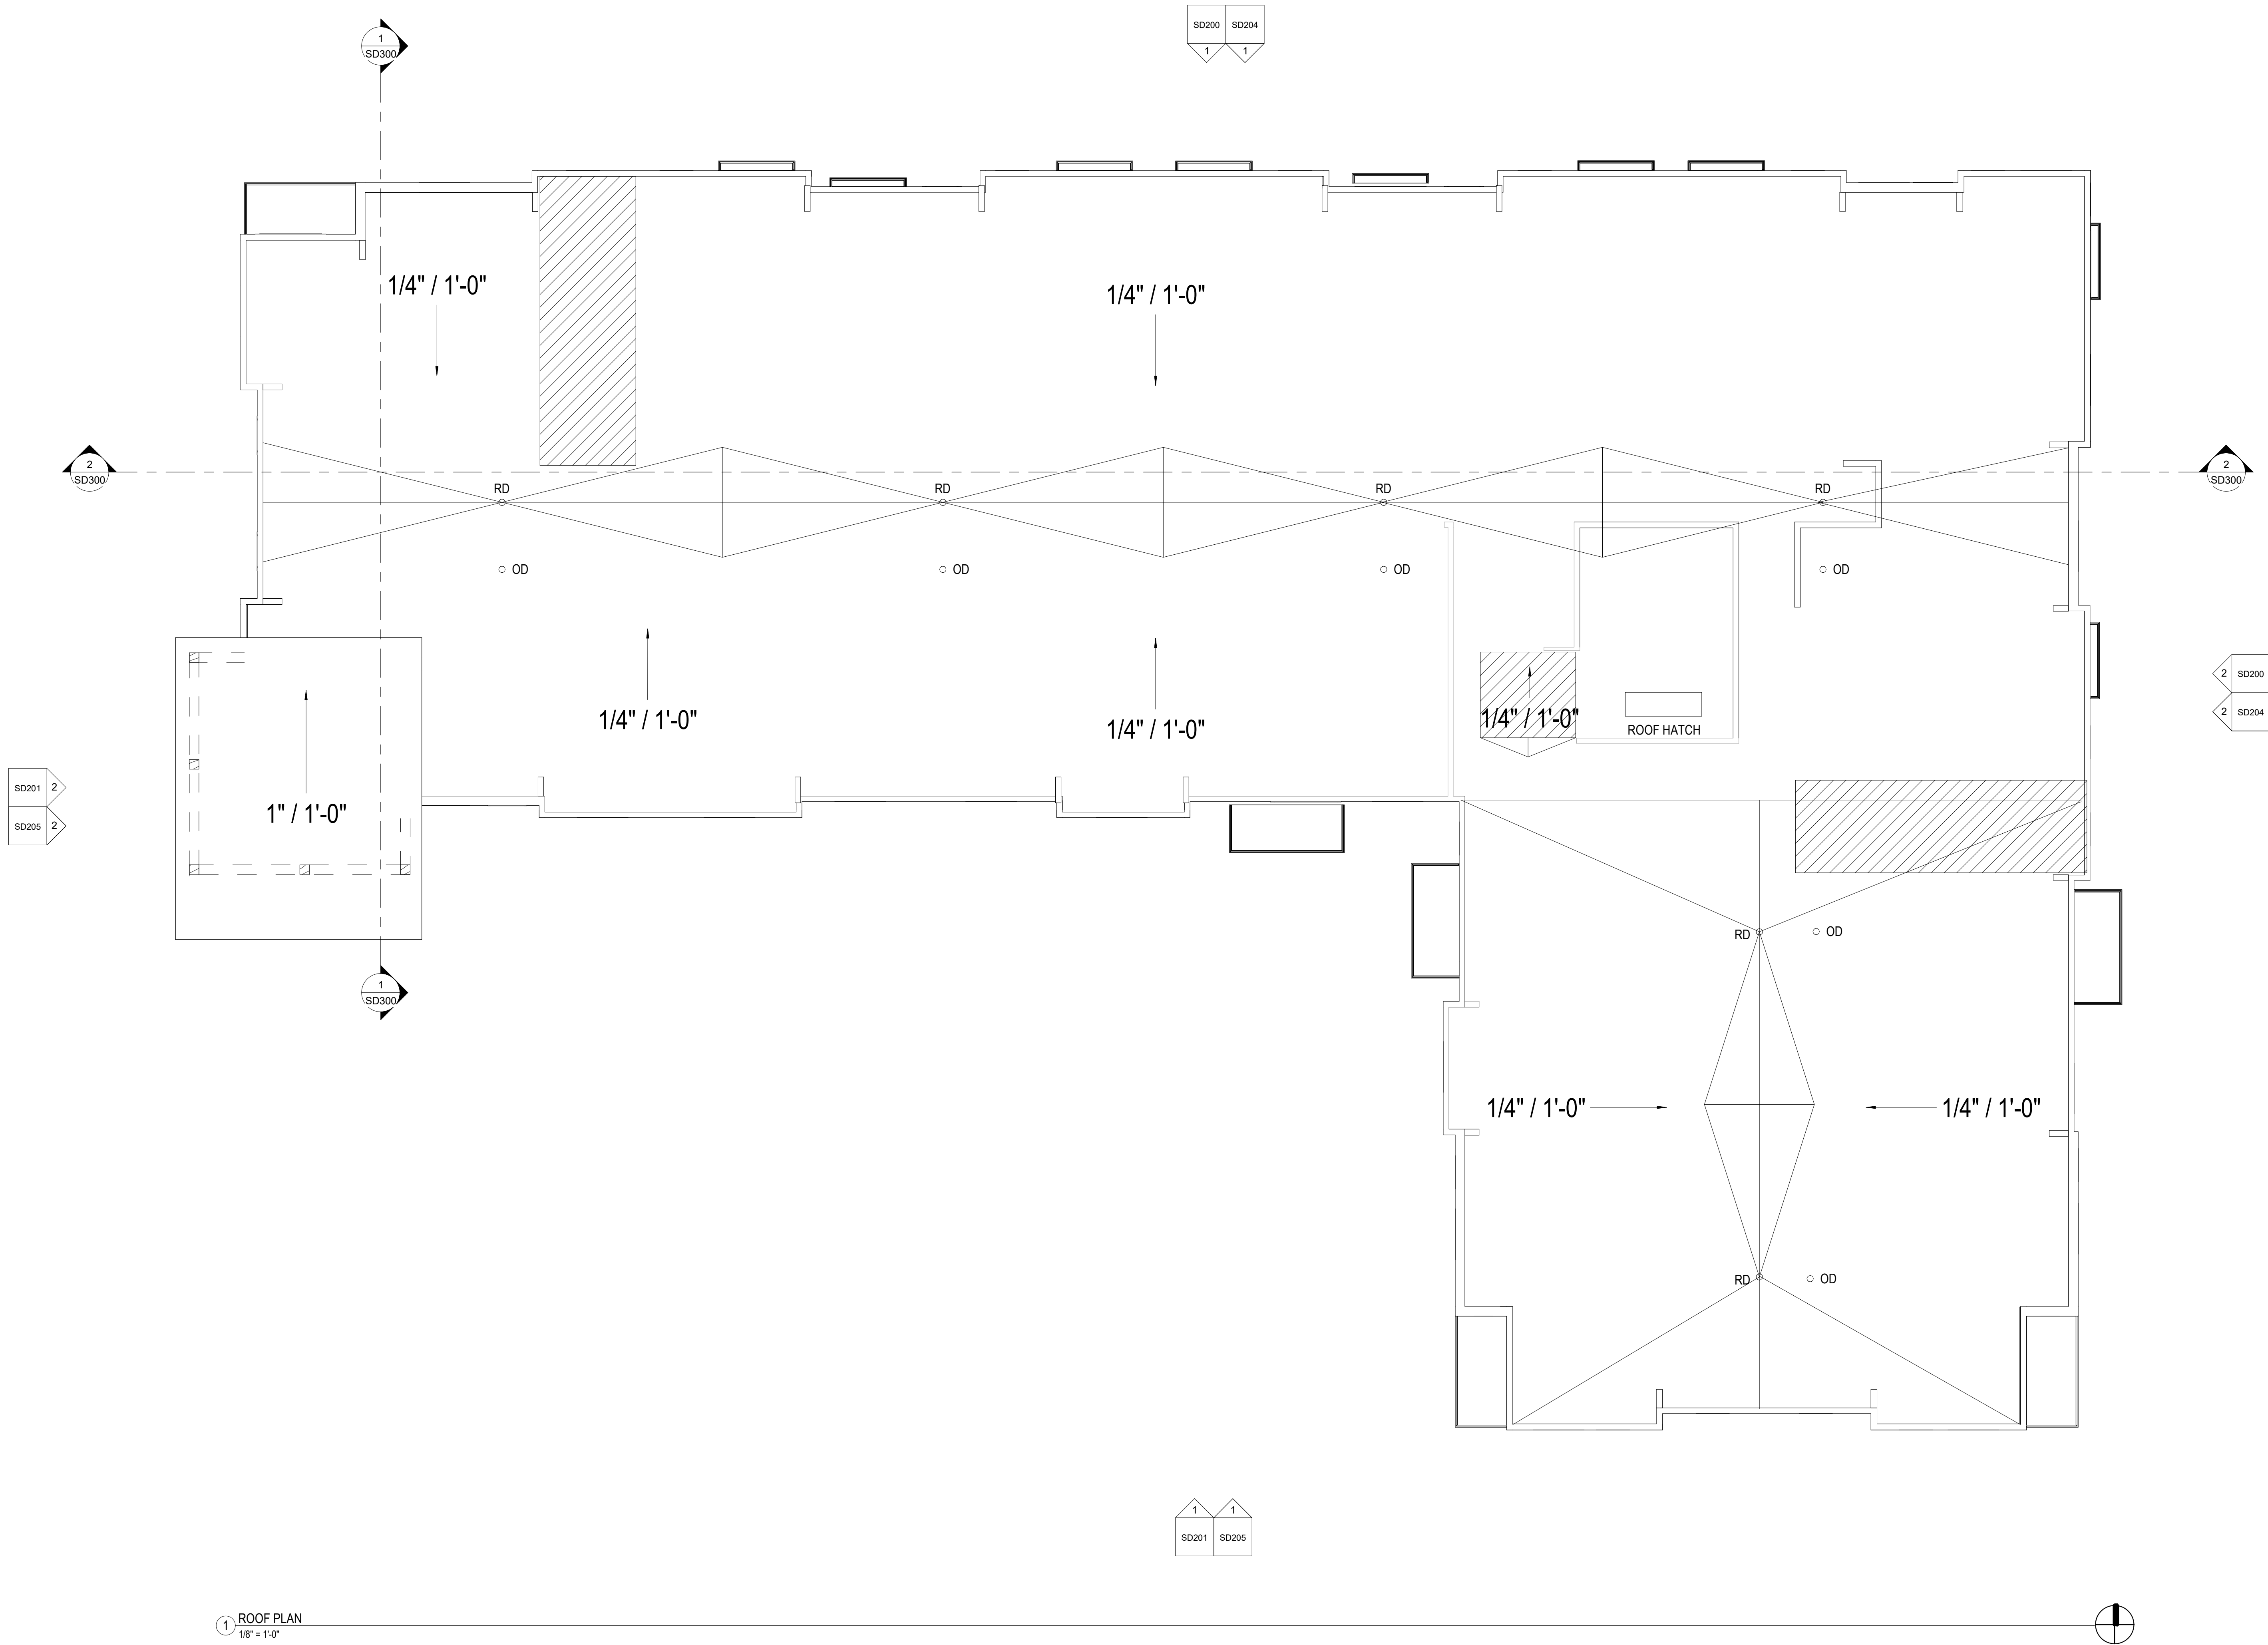 SD200 SD204
1 1
1
SD300
1/4" / 1'-0"
1/4" / 1'-0"
2
SD300
2
SD300
RD
RD
RD
RD
OD
OD
OD
OD
2 SD200
2 SD204
1/4" / 1'-0"
1/4" / 1'-0"
1/4" / 1'-0"
ROOF HATCH
SD201 2
SD205 2
1" / 1'-0"
RD
OD
1
SD300
1/4" / 1'-0"
1/4" / 1'-0"
RD
OD
1 1
SD201 SD205
1 ROOF PLAN
1/8" = 1'-0"